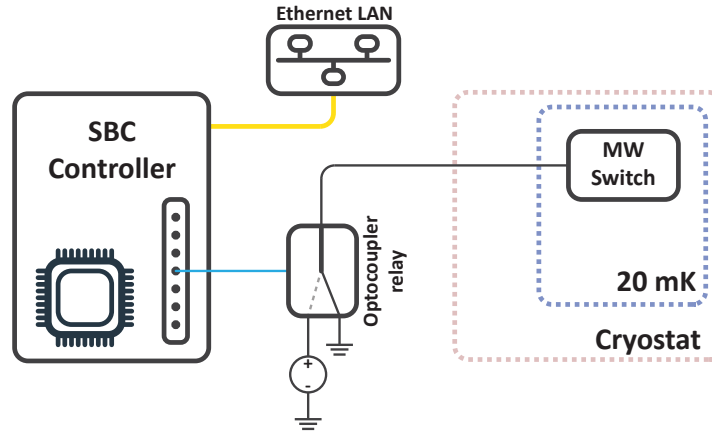 Ethernet LAN
SBC
Controller
MW
Switch
Optocoupler
relay
20 mK
Cryostat
+
-